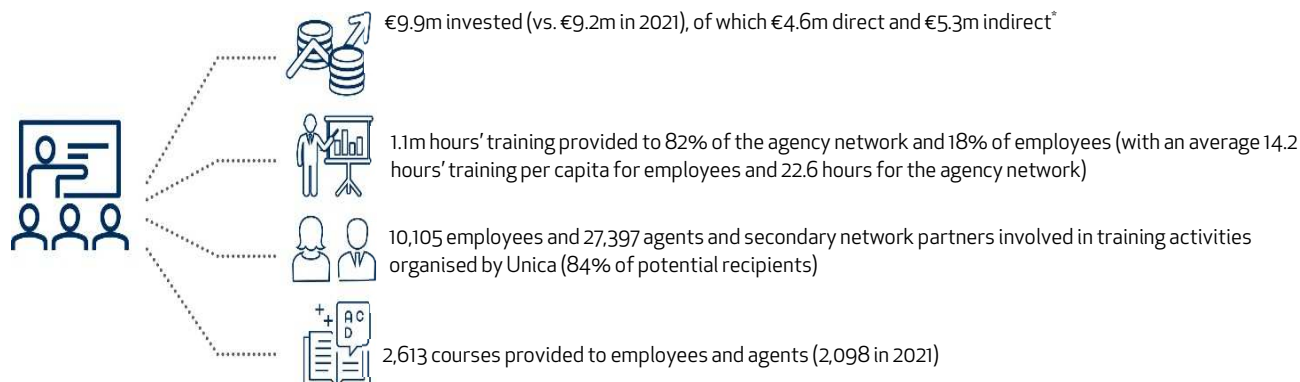 €9.9m invested (vs. €9.2m in 2021), of which €4.6m direct and €5.3m indirect*
1.1m hours' training provided to 82% of the agency network and 18% of employees (with an average 14.2
hours' training per capita for employees and 22.6 hours for the agency network)
10,105 employees and 27,397 agents and secondary network partners involved in training activities
organised by Unica (84% of potential recipients)
A C
D
2,613 courses provided to employees and agents (2,098 in 2021)